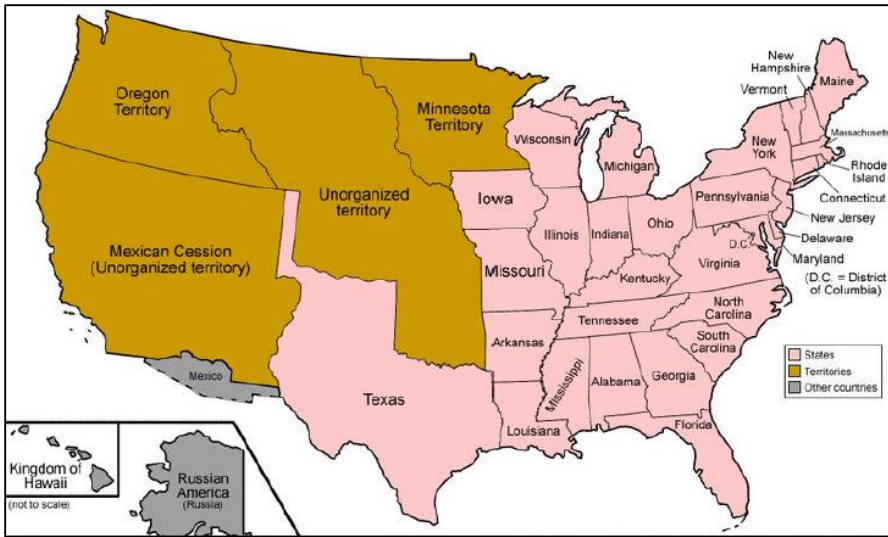 Oregon
Territory
Minnesota
Territory
Unorganized
territory
Mexican Cession
(Unorganized territory)
Mexico
Texas
Wisconsin
Michigan
Iowa
Illinois
Indiana
Ohio
Missouri
Kentucky
Arkansas
Tennessee
Mississippi
Alabama
Georgia
Louisiana
Florida
South
Carolina
North
Carolina
Virginia
D.C.
Pennsylvania
New
York
Vermont
New
Hampshire
Maine
Massachusetts
Rhode
Island
Connecticut
New Jersey
Delaware
Maryland
(D.C. = District
of Columbia)
States
Territories
Other countries
Kingdom of
Hawaii
(not to scale)
Russian
America
(Russia)